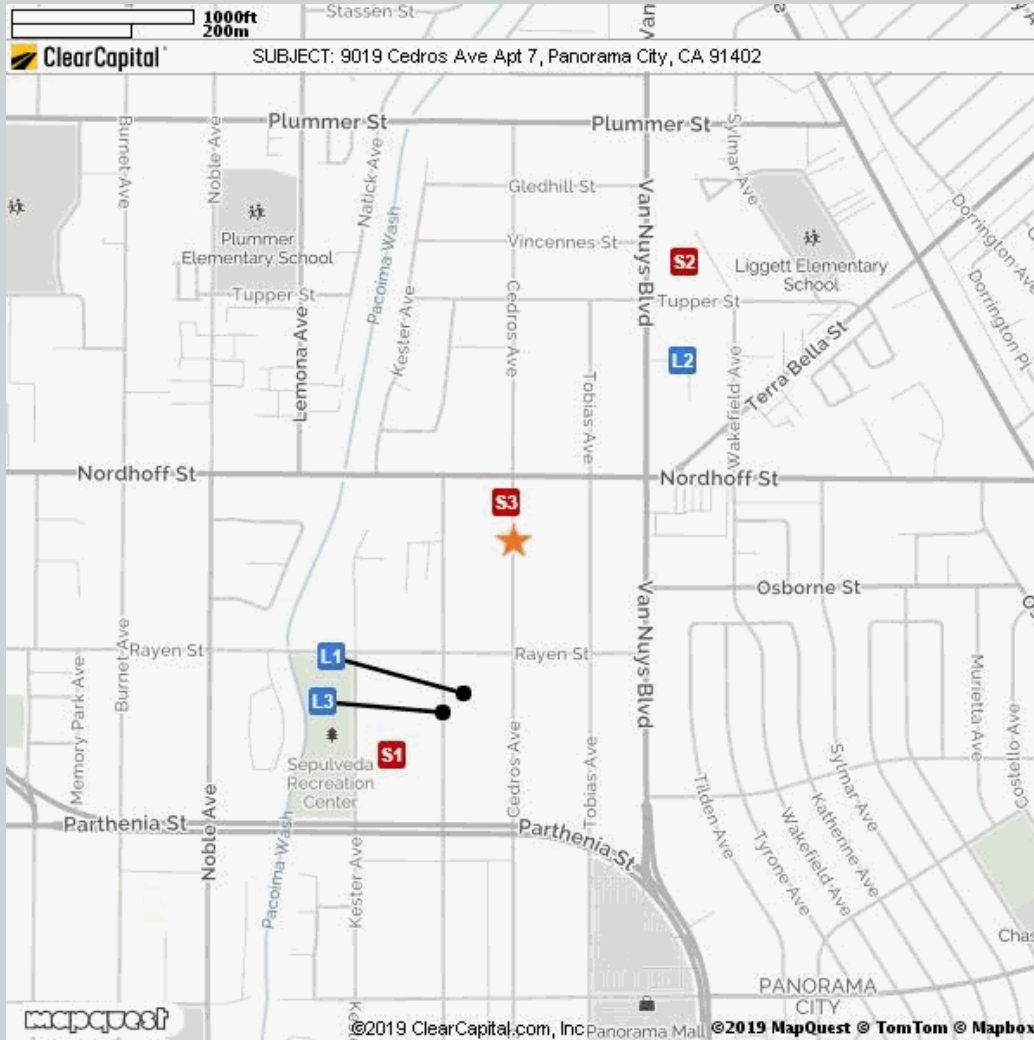 1000ft
200m
Stassen St
Van
ClearCapital
SUBJECT: 9019 Cedros Ave Apt 7, Panorama City, CA 91402
Plummer St
Plummer St
Burnet Ave
Noble Ave
Natick Ave
Sylmar Ave
Gledhill St
Van Nuys Blvd
Dorrington Ave
Plummer
Elementary School
Pacoima Wash
Vincennes St
S2
Liggett Elementary
School
Dorrington Pl
Tupper St
Tupper St
Lemona Ave
Kester Ave
Cedros Ave
L2
Terra Bella St
Tobias Ave
Wakefield Ave
Nordhoff St
Nordhoff St
S3
Osborne St
Van Nuys Blvd
Rayen St
L1
Rayen St
Burnet Ave
Memory Park Ave
Murietta Ave
L3
S1
Sepulveda
Recreation
Center
Cedros Ave
Tobias Ave
Costello Ave
Sylmar Ave
Tilden Ave
Katherine Ave
Wakefield Ave
Tyrone Ave
Parthenia St
Parthenia St
Noble Ave
Pacoima Wash
Kester Ave
Chas
PANORAMA
CITY
mapquest
©2019 ClearCapital.com, Inc
Panorama Mall
©2019 MapQuest © TomTom © Mapbox